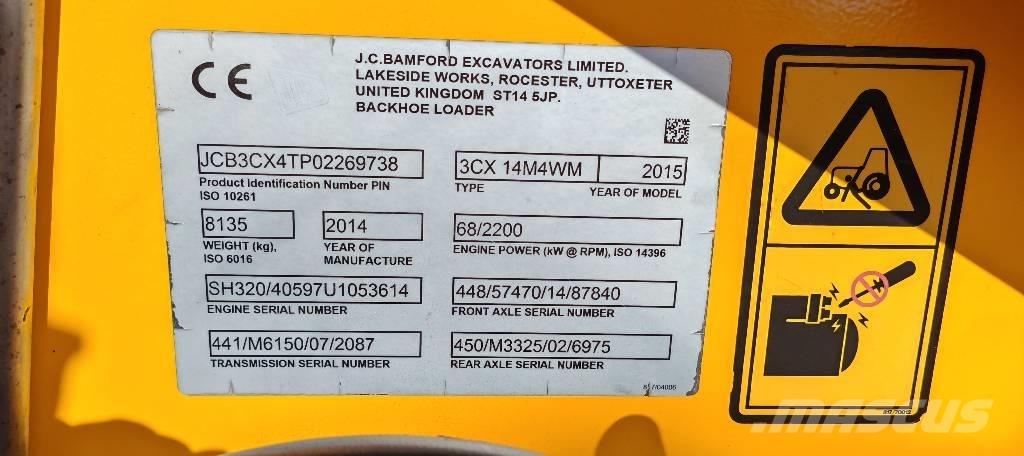 CE
J.C.BAMFORD EXCAVATORS LIMITED.
LAKESIDE WORKS, ROCESTER, UTTOXETER
UNITED KINGDOM ST14 5JP.
BACKHOE LOADER
JCB3CX4TP02269738
Product Identification Number PIN
ISO 10261
3CX 14M4WM 2015
TYPE YEAR OF MODEL
8135
WEIGHT (kg),
ISO 6016
2014
YEAR OF
MANUFACTURE
68/2200
ENGINE POWER (kW @ RPM), ISO 14396
SH320/40597U1053614
ENGINE SERIAL NUMBER
448/57470/14/87840
FRONT AXLE SERIAL NUMBER
441/M6150/07/2087
TRANSMISSION SERIAL NUMBER
450/M3325/02/6975
REAR AXLE SERIAL NUMBER
mascus